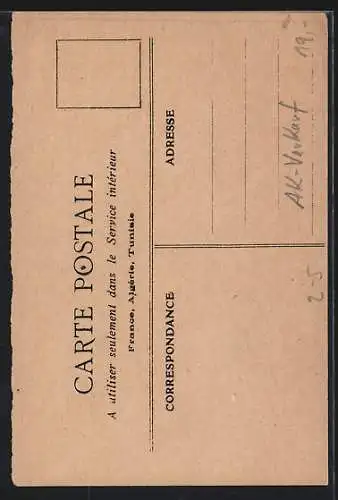 CARTE POSTALE
A utiliser seulement dans le Service intérieur
France, Algérie, Tunisie
CORRESPONDANCE
ADRESSE
AK-Verkauf
19.-
2-5